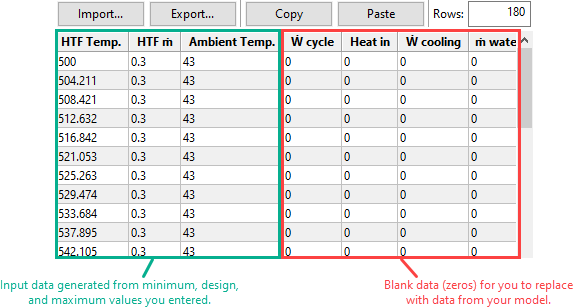 Import... Export... Copy Paste Rows: 180
HTF Temp. HTF ṁ Ambient Temp. Ẇ cycle Heat in Ẇ cooling ṁ wate
500 0.3 43 0 0 0 0
504.211 0.3 43 0 0 0 0
508.421 0.3 43 0 0 0 0
512.632 0.3 43 0 0 0 0
516.842 0.3 43 0 0 0 0
521.053 0.3 43 0 0 0 0
525.263 0.3 43 0 0 0 0
529.474 0.3 43 0 0 0 0
533.684 0.3 43 0 0 0 0
537.895 0.3 43 0 0 0 0
542.105 0.3 43 0 0 0 0
Input data generated from minimum, design,
and maximum values you entered.
Blank data (zeros) for you to replace
with data from your model.